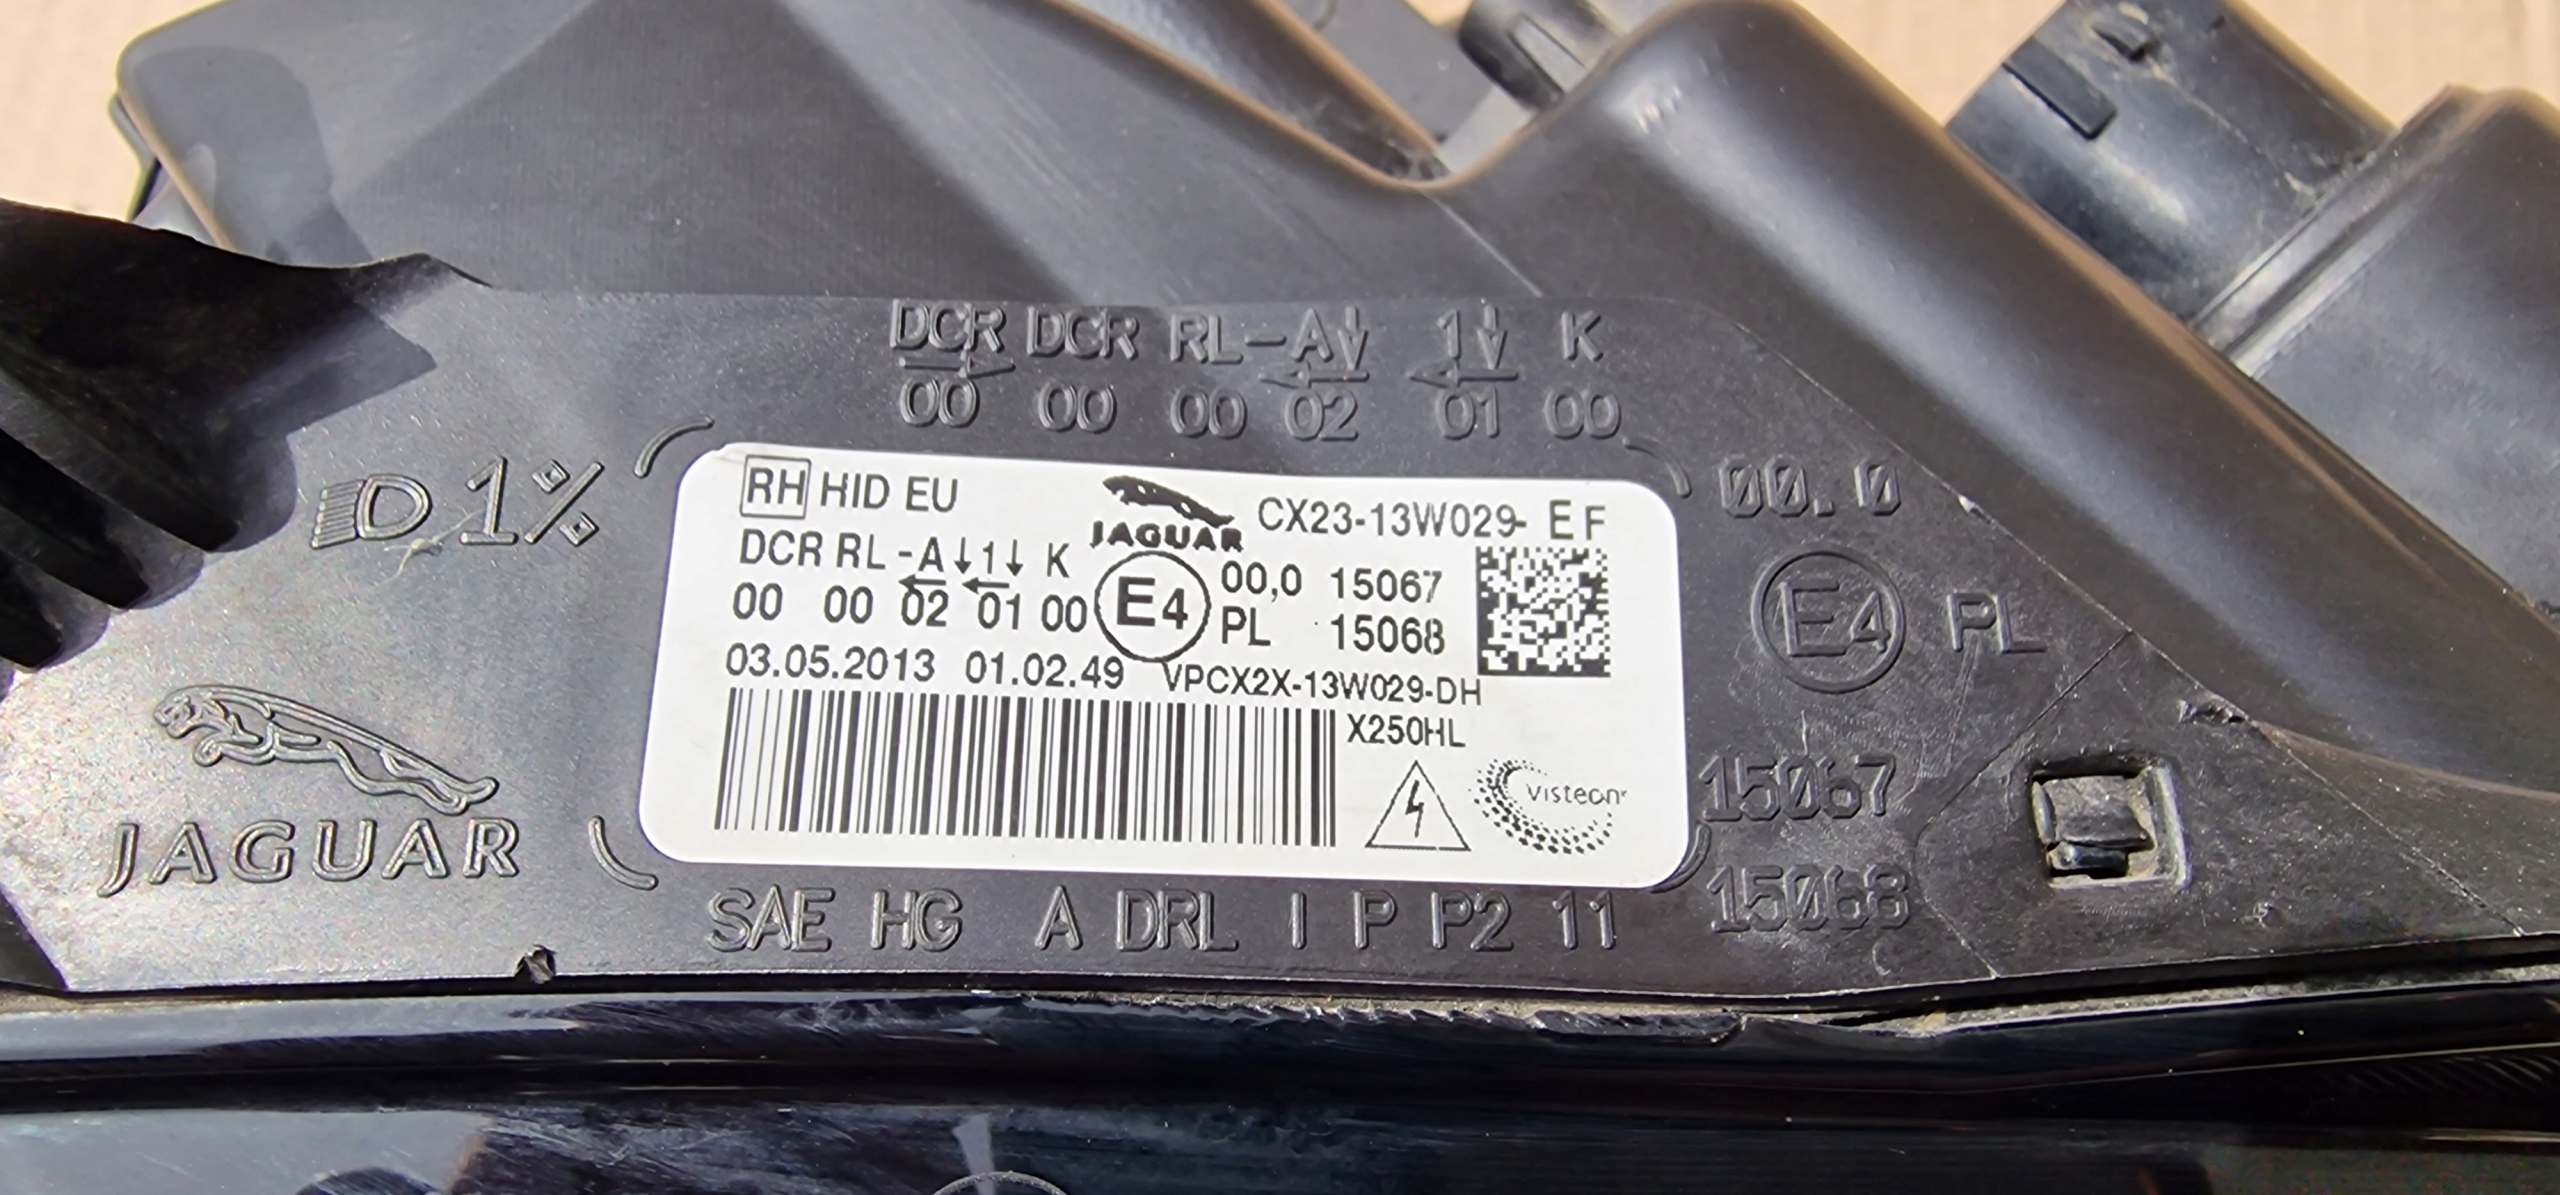 DCR DCR RL-A↓ 1↓ K
00 00 00 02 01 00
1%
00.0
E4 PL
15067
15068
JAGUAR
SAE HG A DRL I P P2 11
RH HID EU
JAGUAR
CX23-13W029- EF
DCR RL -A↓ 1↓ K
00 00 02 01 00
E4
00,0 15067
PL 15068
03.05.2013 01.02.49 VPCX2X-13W029-DH
X250HL
Visteon